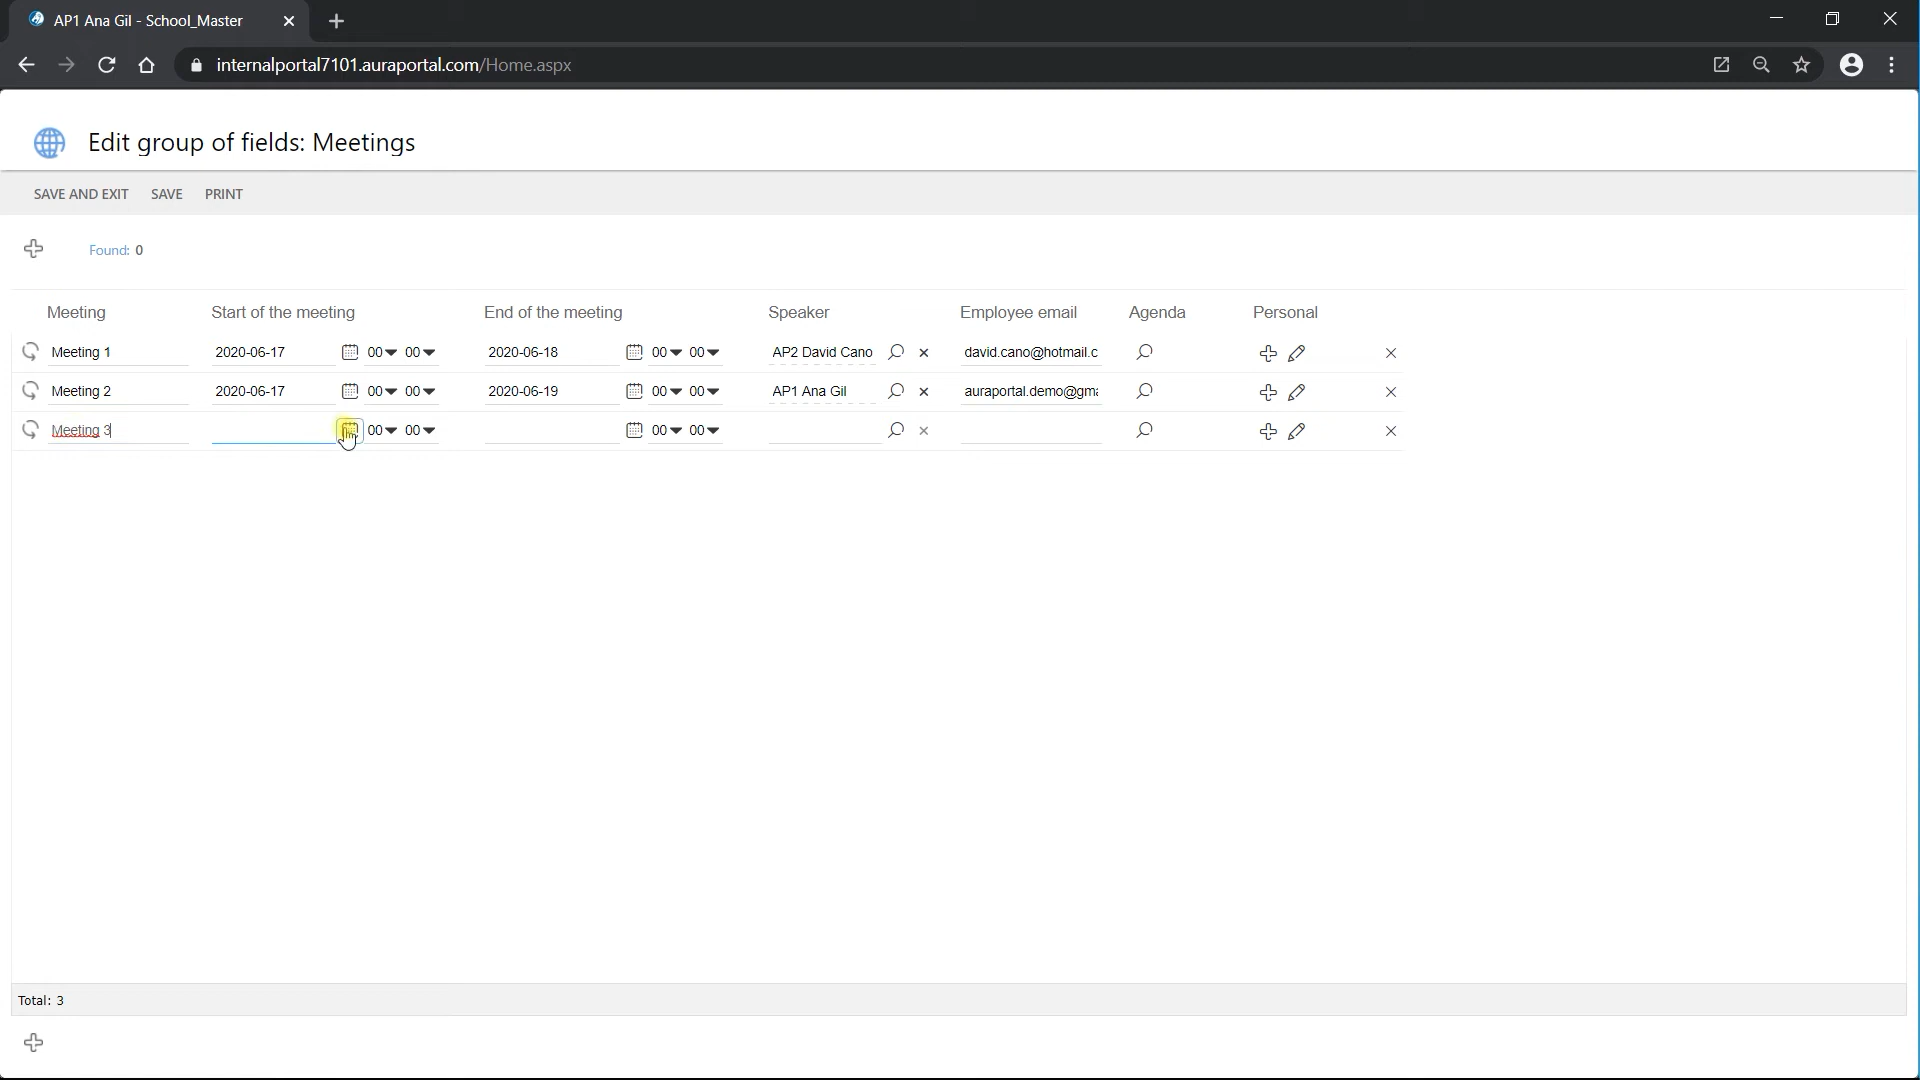 AP1 Ana Gil - School_Master
internalportal7101.auraportal.com/Home.aspx
Edit group of fields: Meetings
SAVE AND EXIT SAVE PRINT
Found: 0
Meeting Start of the meeting End of the meeting Speaker Employee email Agenda Personal
Meeting 1 2020-06-17 00 00 2020-06-18 00 00 AP2 David Cano david.cano@hotmail.c
Meeting 2 2020-06-17 00 00 2020-06-19 00 00 AP1 Ana Gil auraportal.demo@gma
Meeting 3 00 00 00 00
Total: 3